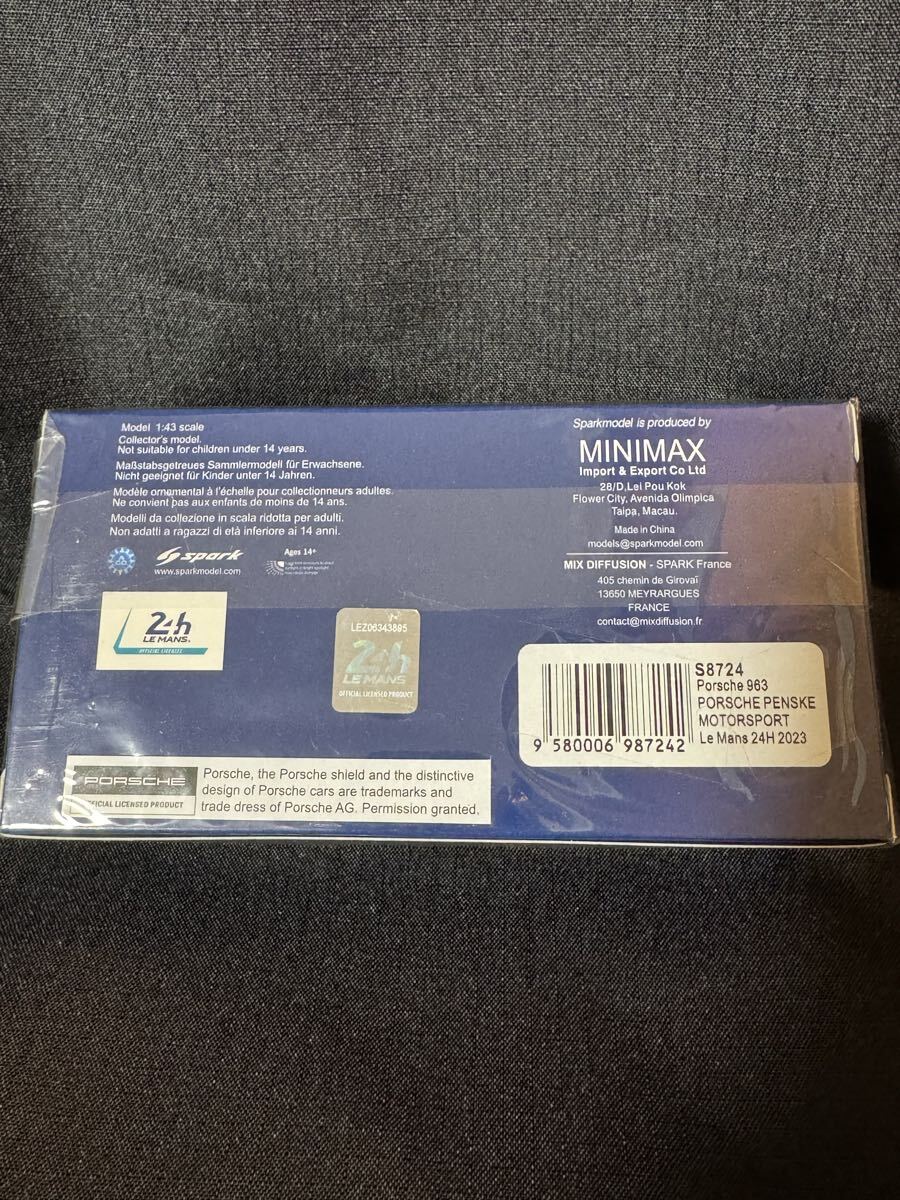 Model 1:43 scale
Collector's model.
Not suitable for children under 14 years.
Maßstabsgetreues Sammlermodell für Erwachsene.
Nicht geeignet für Kinder unter 14 Jahren.
Modèle ornemental à l'échelle pour collectionneurs adultes.
Ne convient pas aux enfants de moins de 14 ans.
Modelli da collezione in scala ridotta per adulti.
Non adatti a ragazzi di età inferiore ai 14 anni.
spark
www.sparkmodel.com
Ages 14+
24h
LE MANS
OFFICIAL LICENSEE
LEZ06343895
24h
LE MANS
OFFICIAL LICENSED PRODUCT
PORSCHE
OFFICIAL LICENSED PRODUCT
Porsche, the Porsche shield and the distinctive
design of Porsche cars are trademarks and
trade dress of Porsche AG. Permission granted.
Sparkmodel is produced by
MINIMAX
Import & Export Co Ltd
28/D,Lei Pou Kok
Flower City, Avenida Olimpica
Taipa, Macau.
Made in China
models@sparkmodel.com
MIX DIFFUSION - SPARK France
405 chemin de Girovaï
13650 MEYRARGUES
FRANCE
contact@mixdiffusion.fr
S8724
Porsche 963
PORSCHE PENSKE
MOTORSPORT
Le Mans 24H 2023
9 580006 987242